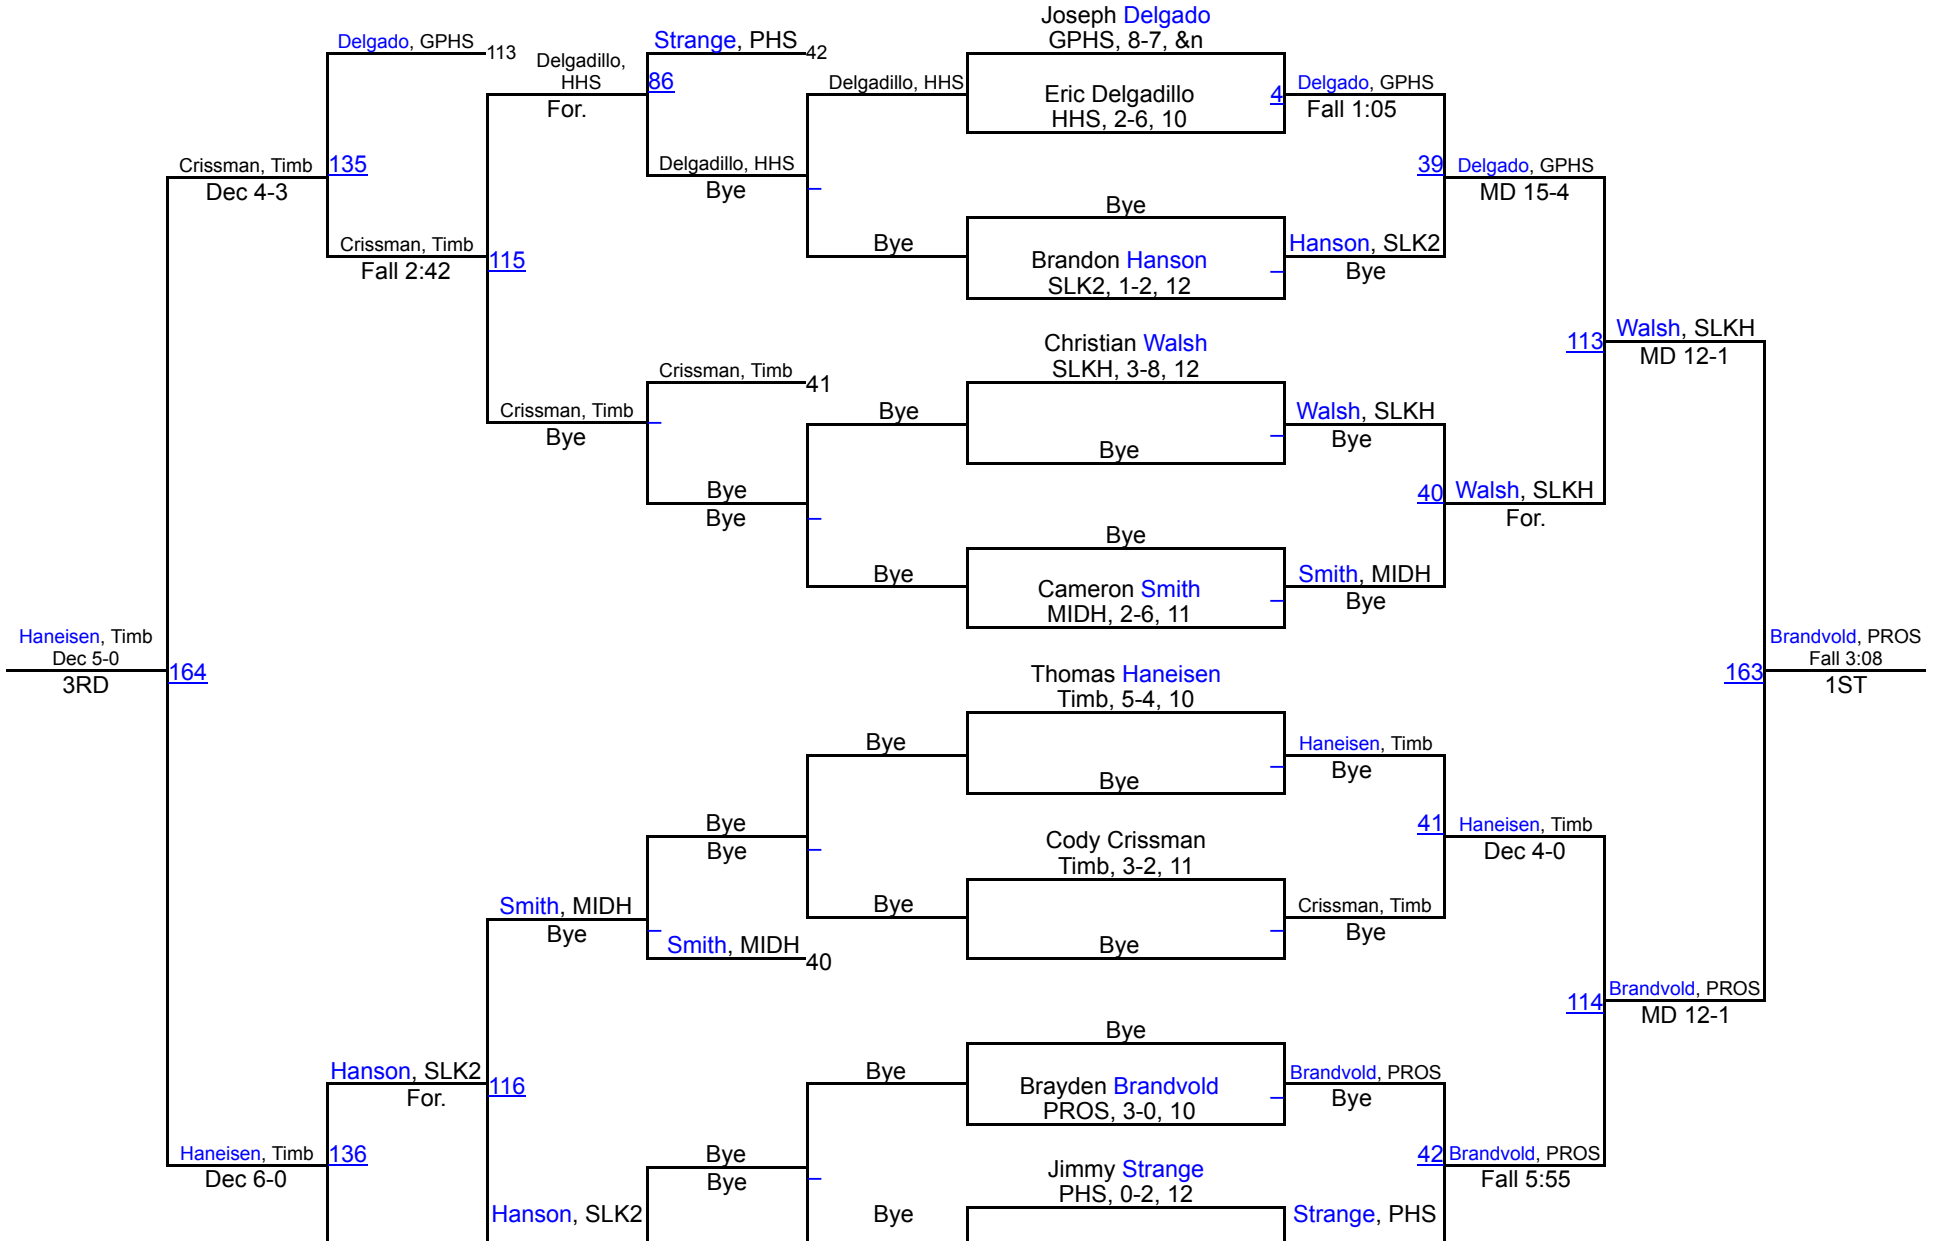 Joseph Delgado
GPHS, 8-7, &n
Delgado, GPHS
113
Delgadillo,
HHS
For.
Strange, PHS
42
86
Delgadillo, HHS
Eric Delgadillo
HHS, 2-6, 10
4
Delgado, GPHS
Fall 1:05
Crissman, Timb
Dec 4-3
135
Delgadillo, HHS
Bye
39
Delgado, GPHS
MD 15-4
Bye
Crissman, Timb
Fall 2:42
115
Bye
Brandon Hanson
SLK2, 1-2, 12
Hanson, SLK2
Bye
Christian Walsh
SLKH, 3-8, 12
113
Walsh, SLKH
MD 12-1
Crissman, Timb
41
Crissman, Timb
Bye
Bye
Bye
Walsh, SLKH
Bye
Bye
Bye
40
Walsh, SLKH
For.
Bye
Bye
Cameron Smith
MIDH, 2-6, 11
Smith, MIDH
Bye
Haneisen, Timb
Dec 5-0
3RD
164
Thomas Haneisen
Timb, 5-4, 10
163
Brandvold, PROS
Fall 3:08
1ST
Bye
Bye
Haneisen, Timb
Bye
Bye
Bye
Cody Crissman
Timb, 3-2, 11
41
Haneisen, Timb
Dec 4-0
Smith, MIDH
Bye
Bye
Bye
Crissman, Timb
Bye
Smith, MIDH
40
114
Brandvold, PROS
MD 12-1
Bye
Hanson, SLK2
For.
116
Bye
Brayden Brandvold
PROS, 3-0, 10
Brandvold, PROS
Bye
Haneisen, Timb
Dec 6-0
136
Bye
Bye
Jimmy Strange
PHS, 0-2, 12
42
Brandvold, PROS
Fall 5:55
Hanson, SLK2
Bye
Strange, PHS